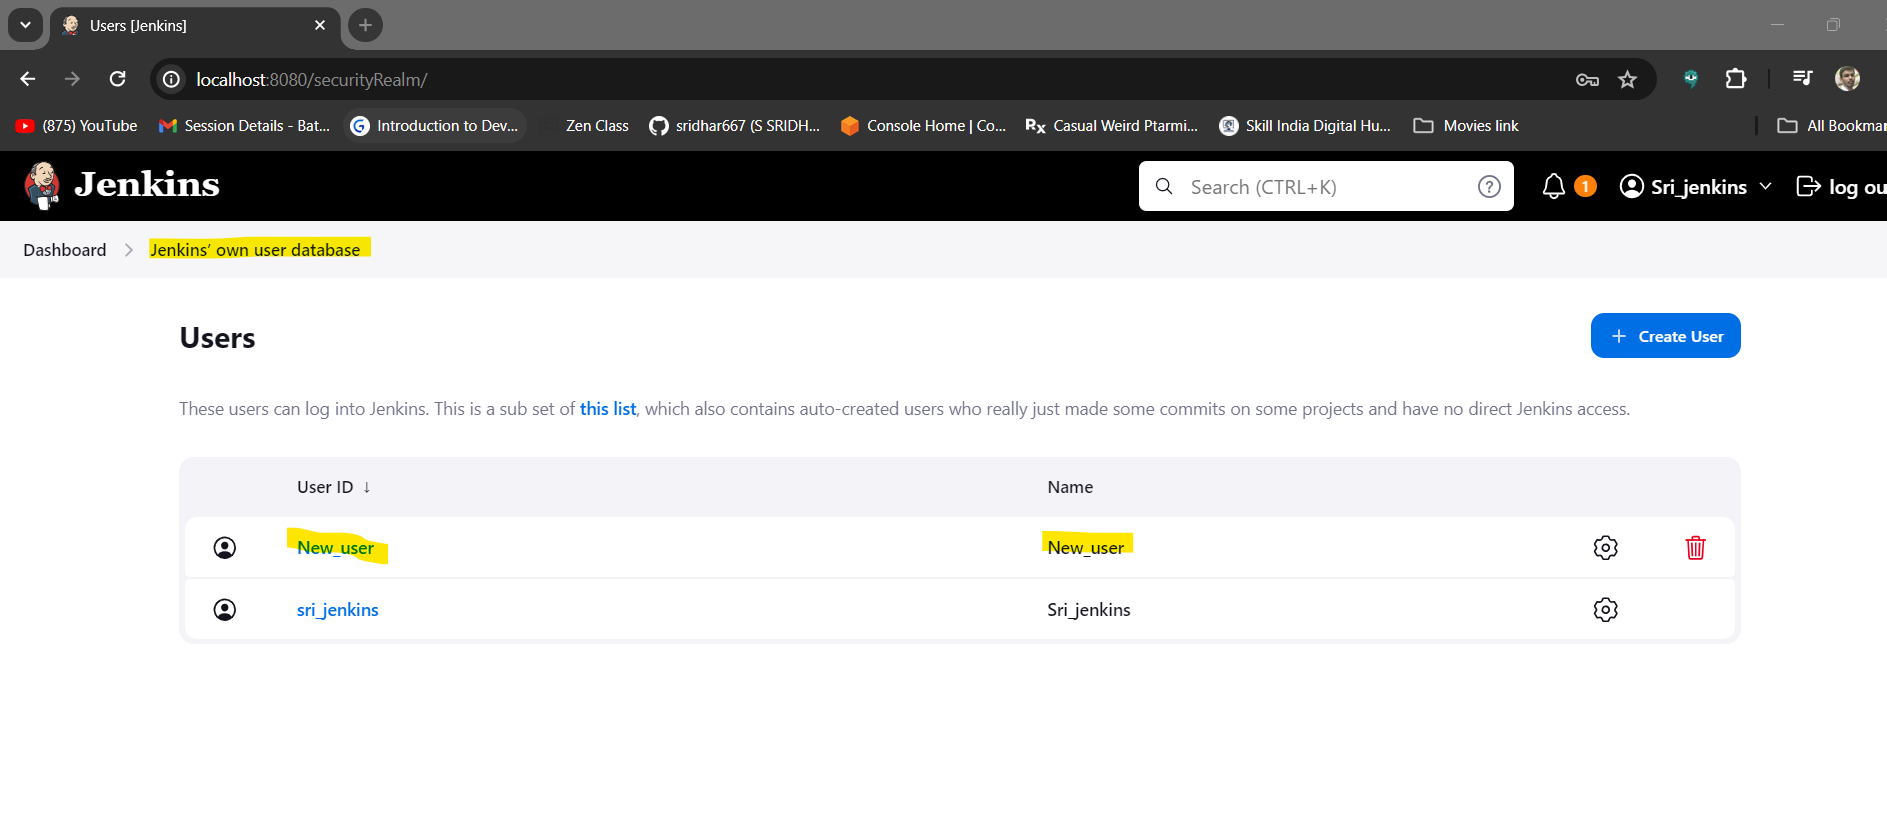 Users [Jenkins]
localhost:8080/securityRealm/
(875) YouTube Session Details - Bat... Introduction to Dev... Zen Class sridhar667 (S SRIDH... Console Home | Co... Rx Casual Weird Ptarmi... Skill India Digital Hu... Movies link All Bookmar
Jenkins Search (CTRL+K) ? 1 Sri_jenkins log ou
Dashboard Jenkins’ own user database
Users + Create User
These users can log into Jenkins. This is a sub set of this list, which also contains auto-created users who really just made some commits on some projects and have no direct Jenkins access.
User ID ↓ Name
New_user New_user
sri_jenkins Sri_jenkins